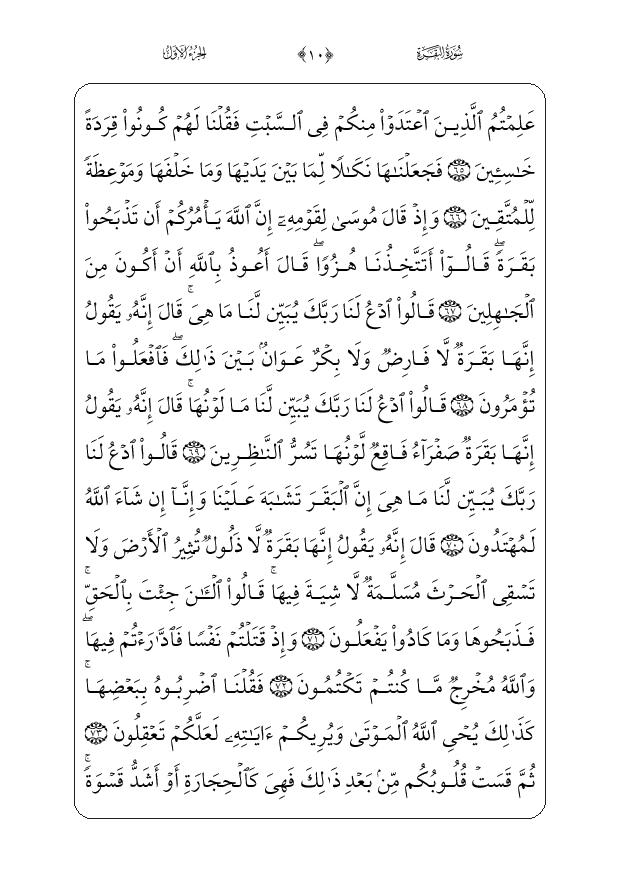 سُورَةُ البَقَرَةِ ﴿١٠﴾ الجُزءُ الأوّلُ
عَلِمۡتُمُ ٱلَّذِينَ ٱعۡتَدَوۡاْ مِنكُمۡ فِي ٱلسَّبۡتِ فَقُلۡنَا لَهُمۡ كُونُواْ قِرَدَةً
خَٰسِـِٔينَ ٦٥ فَجَعَلۡنَٰهَا نَكَٰلٗا لِّمَا بَيۡنَ يَدَيۡهَا وَمَا خَلۡفَهَا وَمَوۡعِظَةٗ
لِّلۡمُتَّقِينَ ٦٦ وَإِذۡ قَالَ مُوسَىٰ لِقَوۡمِهِۦٓ إِنَّ ٱللَّهَ يَأۡمُرُكُمۡ أَن تَذۡبَحُواْ
بَقَرَةٗۖ قَالُوٓاْ أَتَتَّخِذُنَا هُزُوٗاۖ قَالَ أَعُوذُ بِٱللَّهِ أَنۡ أَكُونَ مِنَ
ٱلۡجَٰهِلِينَ ٦٧ قَالُواْ ٱدۡعُ لَنَا رَبَّكَ يُبَيِّن لَّنَا مَا هِيَۚ قَالَ إِنَّهُۥ يَقُولُ
إِنَّهَا بَقَرَةٞ لَّا فَارِضٞ وَلَا بِكۡرٌ عَوَانُۢ بَيۡنَ ذَٰلِكَۖ فَٱفۡعَلُواْ مَا
تُؤۡمَرُونَ ٦٨ قَالُواْ ٱدۡعُ لَنَا رَبَّكَ يُبَيِّن لَّنَا مَا لَوۡنُهَاۚ قَالَ إِنَّهُۥ يَقُولُ
إِنَّهَا بَقَرَةٞ صَفۡرَآءُ فَاقِعٞ لَّوۡنُهَا تَسُرُّ ٱلنَّٰظِرِينَ ٦٩ قَالُواْ ٱدۡعُ لَنَا
رَبَّكَ يُبَيِّن لَّنَا مَا هِيَ إِنَّ ٱلۡبَقَرَ تَشَٰبَهَ عَلَيۡنَا وَإِنَّآ إِن شَآءَ ٱللَّهُ
لَمُهۡتَدُونَ ٧٠ قَالَ إِنَّهُۥ يَقُولُ إِنَّهَا بَقَرَةٞ لَّا ذَلُولٞ تُثِيرُ ٱلۡأَرۡضَ وَلَا
تَسۡقِي ٱلۡحَرۡثَ مُسَلَّمَةٞ لَّا شِيَةَ فِيهَاۚ قَالُواْ ٱلۡـَٰٔنَ جِئۡتَ بِٱلۡحَقِّۚ
فَذَبَحُوهَا وَمَا كَادُواْ يَفۡعَلُونَ ٧١ وَإِذۡ قَتَلۡتُمۡ نَفۡسٗا فَٱدَّٰرَٰٔتُمۡ فِيهَاۖ
وَٱللَّهُ مُخۡرِجٞ مَّا كُنتُمۡ تَكۡتُمُونَ ٧٢ فَقُلۡنَا ٱضۡرِبُوهُ بِبَعۡضِهَاۚ
كَذَٰلِكَ يُحۡيِ ٱللَّهُ ٱلۡمَوۡتَىٰ وَيُرِيكُمۡ ءَايَٰتِهِۦ لَعَلَّكُمۡ تَعۡقِلُونَ ٧٣
ثُمَّ قَسَتۡ قُلُوبُكُم مِّنۢ بَعۡدِ ذَٰلِكَ فَهِيَ كَٱلۡحِجَارَةِ أَوۡ أَشَدُّ قَسۡوَةٗۚ